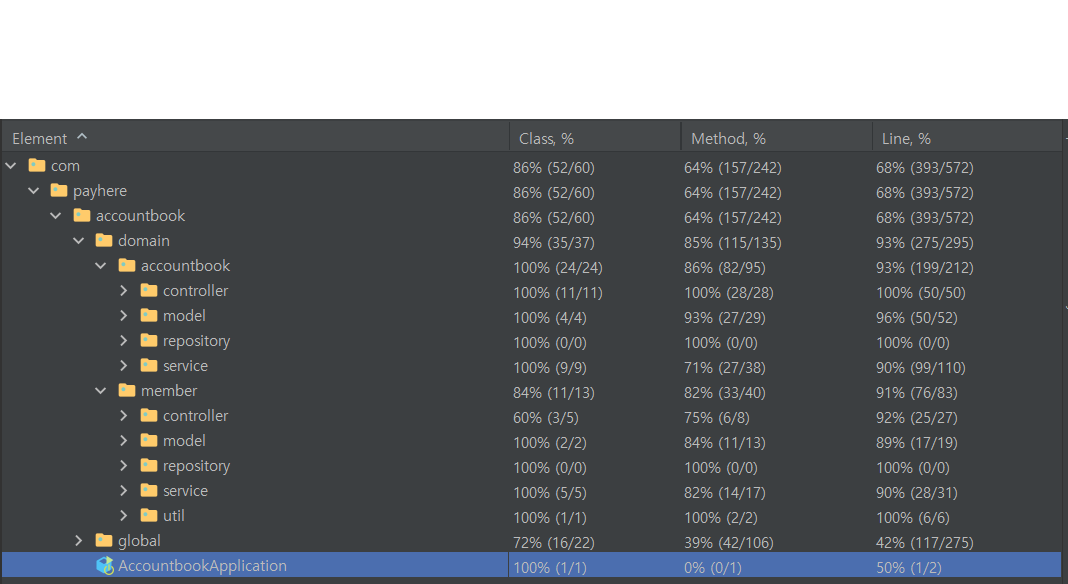 Element Class, % Method, % Line, %
com 86% (52/60) 64% (157/242) 68% (393/572)
payhere 86% (52/60) 64% (157/242) 68% (393/572)
accountbook 86% (52/60) 64% (157/242) 68% (393/572)
domain 94% (35/37) 85% (115/135) 93% (275/295)
accountbook 100% (24/24) 86% (82/95) 93% (199/212)
controller 100% (11/11) 100% (28/28) 100% (50/50)
model 100% (4/4) 93% (27/29) 96% (50/52)
repository 100% (0/0) 100% (0/0) 100% (0/0)
service 100% (9/9) 71% (27/38) 90% (99/110)
member 84% (11/13) 82% (33/40) 91% (76/83)
controller 60% (3/5) 75% (6/8) 92% (25/27)
model 100% (2/2) 84% (11/13) 89% (17/19)
repository 100% (0/0) 100% (0/0) 100% (0/0)
service 100% (5/5) 82% (14/17) 90% (28/31)
util 100% (1/1) 100% (2/2) 100% (6/6)
global 72% (16/22) 39% (42/106) 42% (117/275)
AccountbookApplication 100% (1/1) 0% (0/1) 50% (1/2)